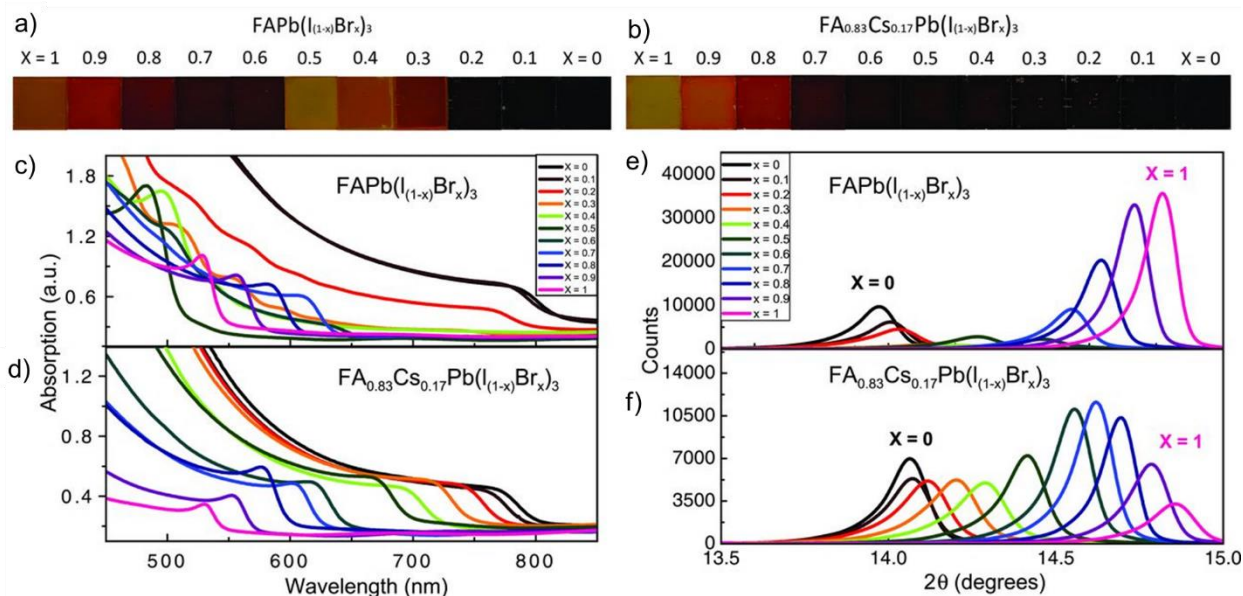 a) FAPb(I₍₁₋ₓ₎Brₓ)₃
X = 1 0.9 0.8 0.7 0.6 0.5 0.4 0.3 0.2 0.1 X = 0
b) FA₀.₈₃Cs₀.₁₇Pb(I₍₁₋ₓ₎Brₓ)₃
X = 1 0.9 0.8 0.7 0.6 0.5 0.4 0.3 0.2 0.1 X = 0
c)
FAPb(I₍₁₋ₓ₎Brₓ)₃
X = 0
X = 0.1
X = 0.2
X = 0.3
X = 0.4
X = 0.5
X = 0.6
X = 0.7
X = 0.8
X = 0.9
X = 1
1.8
1.2
0.6
d)
FA₀.₈₃Cs₀.₁₇Pb(I₍₁₋ₓ₎Brₓ)₃
1.2
0.8
0.4
Absorption (a.u.)
500 600 700 800
Wavelength (nm)
e)
FAPb(I₍₁₋ₓ₎Brₓ)₃
x = 0
x = 0.1
x = 0.2
x = 0.3
x = 0.4
x = 0.5
x = 0.6
x = 0.7
x = 0.8
x = 0.9
x = 1
X = 0
X = 1
40000
30000
20000
10000
0
f)
FA₀.₈₃Cs₀.₁₇Pb(I₍₁₋ₓ₎Brₓ)₃
X = 0
X = 1
14000
10500
7000
3500
0
Counts
13.5 14.0 14.5 15.0
2θ (degrees)